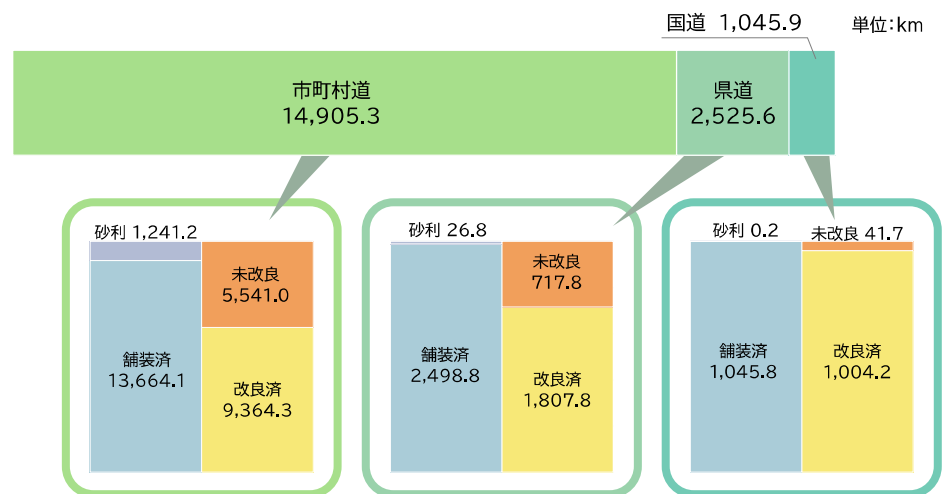 国道 1,045.9
単位:km
市町村道
14,905.3
県道
2,525.6
砂利 1,241.2
未改良
5,541.0
舗装済
13,664.1
改良済
9,364.3
砂利 26.8
未改良
717.8
舗装済
2,498.8
改良済
1,807.8
砂利 0.2
未改良 41.7
舗装済
1,045.8
改良済
1,004.2